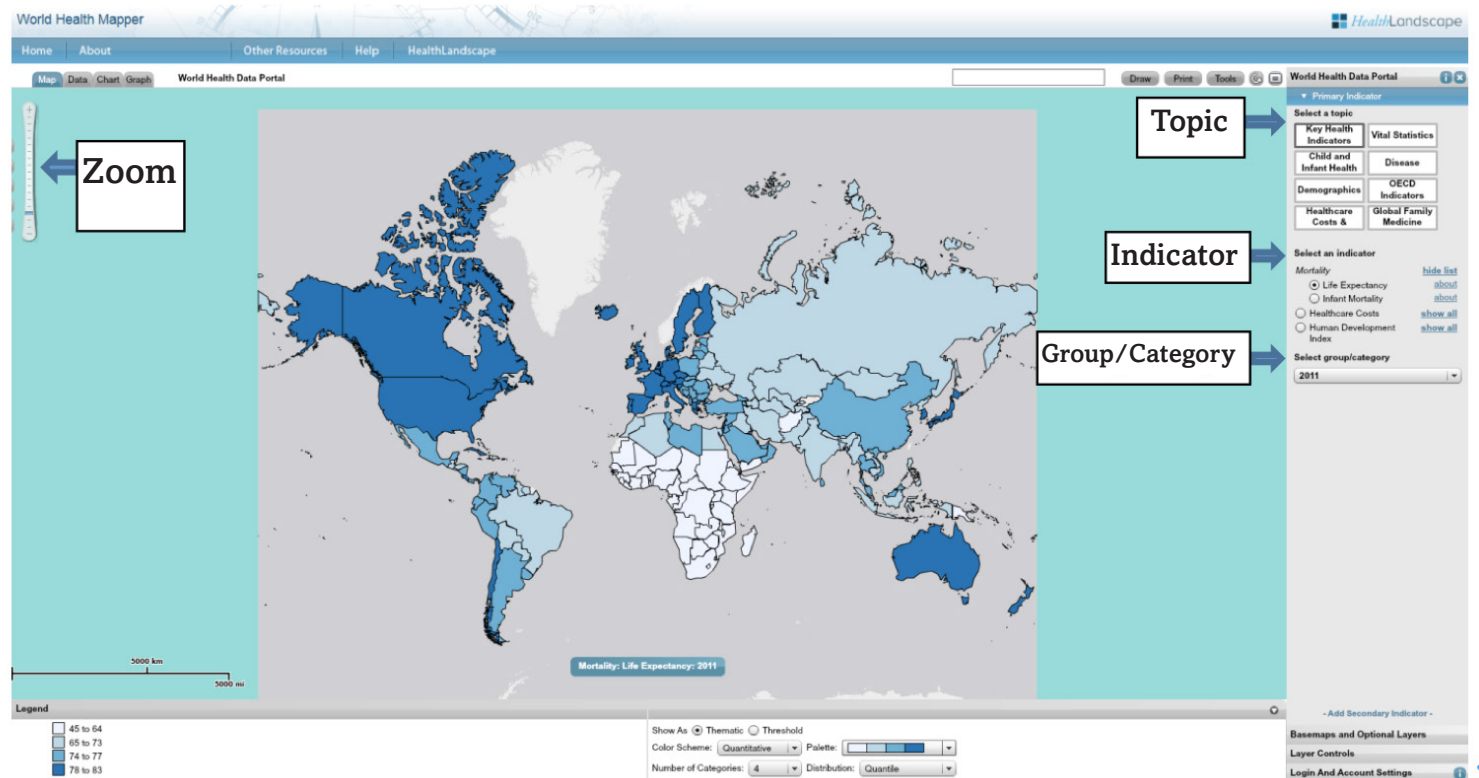 World Health Mapper
HealthLandscape
Home About Other Resources Help HealthLandscape
Map Data Chart Graph World Health Data Portal
Draw Print Tools
World Health Data Portal
Primary Indicator
Select a topic
Key Health
Indicators
Vital Statistics
Child and
Infant Health
Disease
Demographics
OECD
Indicators
Healthcare
Costs &
Global Family
Medicine
Topic
Zoom
Indicator
Select an indicator
Mortality hide list
Life Expectancy about
Infant Mortality about
Healthcare Costs show all
Human Development show all
Index
Group/Category
Select group/category
2011
Mortality: Life Expectancy: 2011
5000 km
5000 mi
Legend
45 to 64
65 to 73
74 to 77
78 to 83
Show As Thematic Threshold
Color Scheme: Quantitative Palette:
Number of Categories: 4 Distribution: Quantile
- Add Secondary Indicator -
Basemaps and Optional Layers
Layer Controls
Login And Account Settings